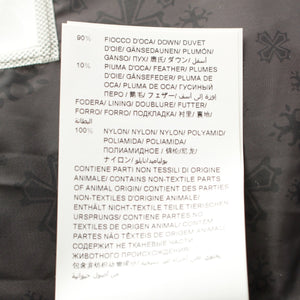 90% FIOCCO D'OCA/ DOWN/ DUVET
D'OIE/ GÄNSEDAUNEN/ PLUMÓN/
GANSO/ ПУХ/ ダウン/ أسفل
10% PIUMA D'OCA/ FEATHER/ PLUMES
D'OIE/ GÄNSEFEDER/ PLUMA DE
OCA/ PLUMA DE OCA/ ГУСИНЫЙ
ПЕРО/ 鹅毛/ フェザー/
FODERA/ LINING/ DOUBLURE/ FUTTER/
FORRO/ FORRO/ ПОДКЛАДКА/ 衬里/ 裏地/
البطانة
100% NYLON/ NYLON/ NYLON/ POLYAMID/
POLIAMIDA/ POLIAMIDA/
ПОЛИАМИДНОЕ/ 锦纶/
ナイロン/
CONTIENE PARTI NON TESSILI DI ORIGINE
ANIMALE/ CONTAINS NON-TEXTILE PARTS
OF ANIMAL ORIGIN/ CONTIENT DES PARTIES
NON TEXTILES D'ORIGINE ANIMALE/
ENTHÄLT NICHT-TEXTILE TEILE TIERISCHEN
URSPRUNGS/ CONTIENE PARTES NO
TEXTILES DE ORIGEN ANIMAL/ CONTEM
PARTES NÃO TÊXTEIS DE ORIGEM ANIMAL/
СОДЕРЖИТ НЕ ТКАНЕВЫЕ ЧАСТИ
ЖИВОТНОГО ПРОИСХОЖДЕНИЯ/